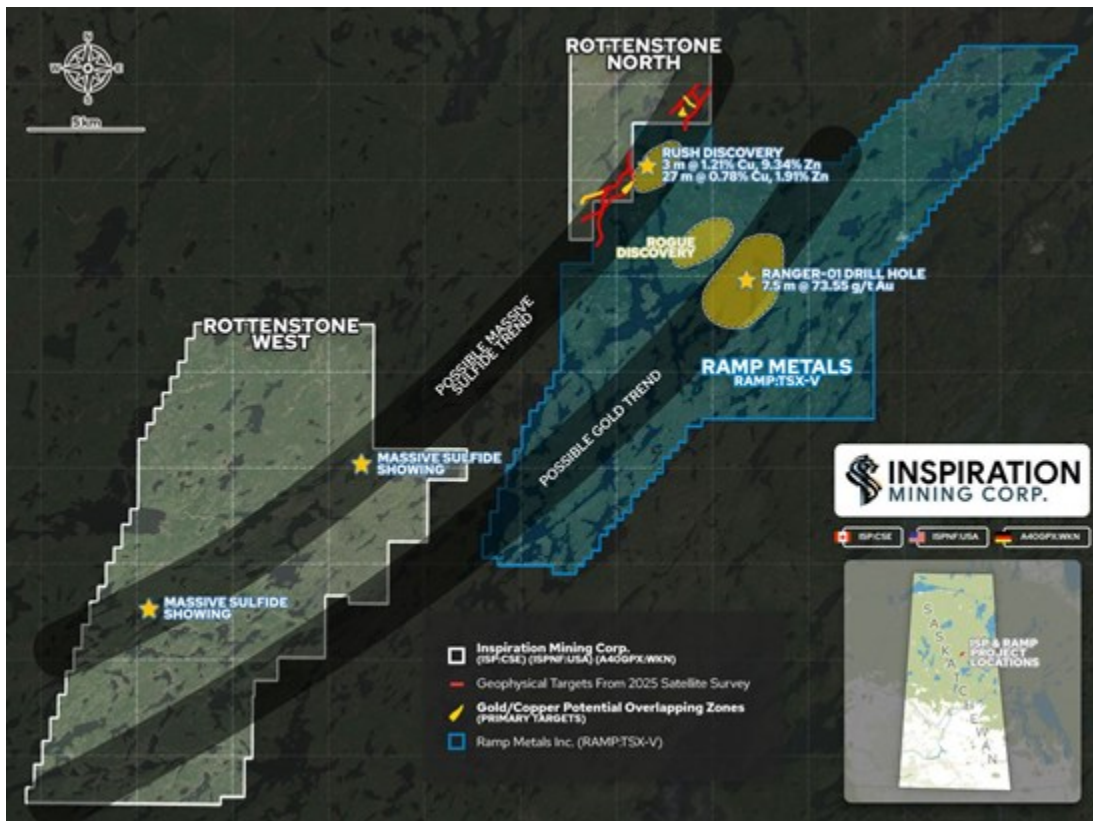 N
W E
S
5km
ROTTENSTONE
NORTH
RUSH DISCOVERY
3 m @ 1.21% Cu, 9.34% Zn
27 m @ 0.78% Cu, 1.91% Zn
ROGUE
DISCOVERY
RANGER-01 DRILL HOLE
7.5 m @ 73.55 g/t Au
ROTTENSTONE
WEST
POSSIBLE MASSIVE
SULFIDE TREND
RAMP METALS
RAMP:TSX-V
POSSIBLE GOLD TREND
MASSIVE SULFIDE
SHOWING
MASSIVE SULFIDE
SHOWING
INSPIRATION
MINING CORP.
ISP:CSE
ISPNF:USA
A40GPX:WKN
Inspiration Mining Corp.
(ISP:CSE) (ISPNF:USA) (A40GPX:WKN)
Geophysical Targets From 2025 Satellite Survey
Gold/Copper Potential Overlapping Zones
(PRIMARY TARGETS)
Ramp Metals Inc. (RAMP:TSX-V)
SASKATCHEWAN
ISP & RAMP
PROJECT
LOCATIONS